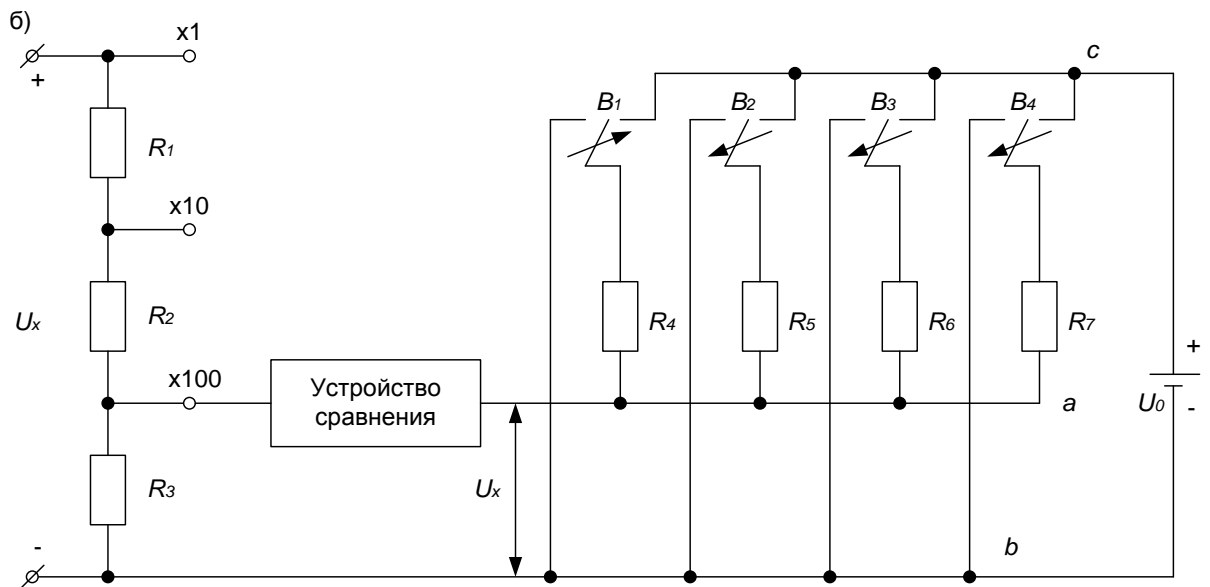 б)
x1
c
+
B1
B2
B3
B4
R1
x10
Ux
R2
R4
R5
R6
R7
+
x100
Устройство
сравнения
a
U0
-
R3
Ux
-
b